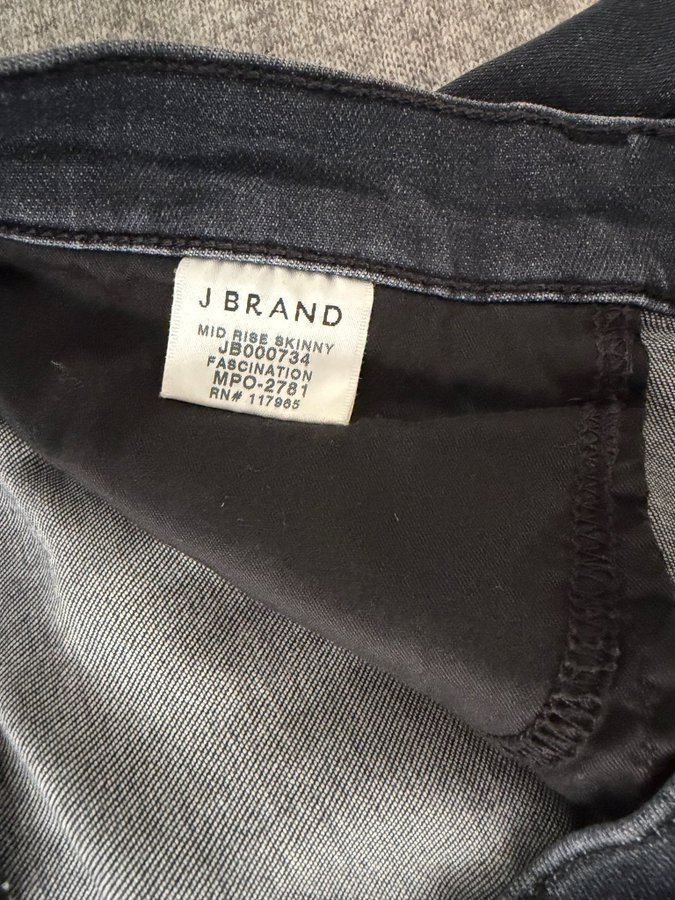 J BRAND
MID RISE SKINNY
JB000734
FASCINATION
MPO-2781
RN# 117965